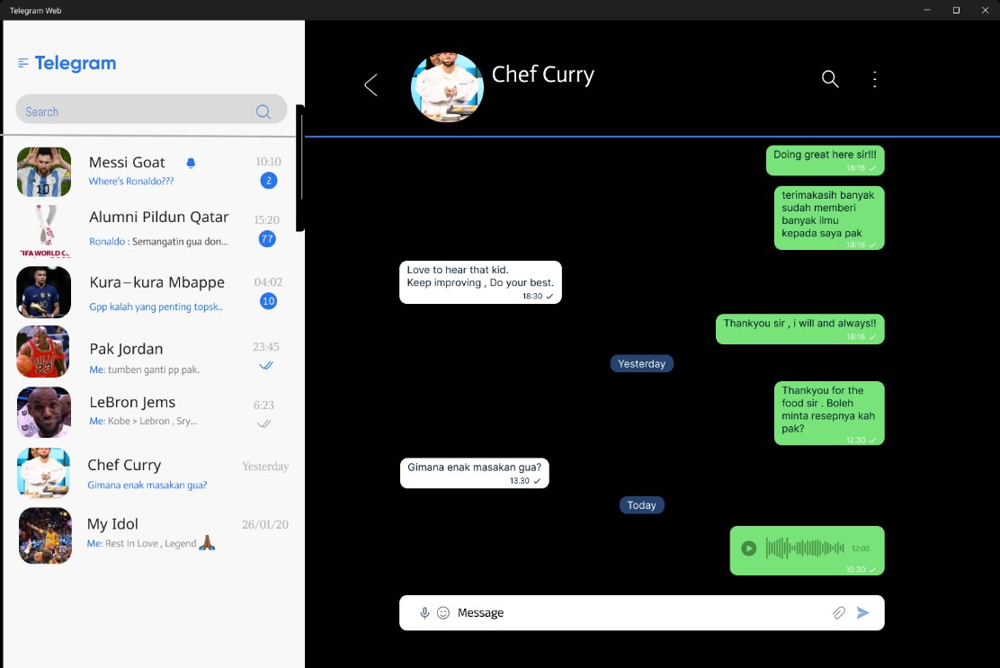 Telegram Web
Telegram
Search
Messi Goat
10:10
Where's Ronaldo???
2
Alumni Pildun Qatar
15:20
Ronaldo : Semangatin gua don...
77
FIFA WORLD C
Kura-kura Mbappe
04:02
Gpp kalah yang penting topsk..
10
Pak Jordan
23:45
Me: tumben ganti pp pak.
LeBron Jems
6:23
Me: Kobe > Lebron , Sry...
Chef Curry
Yesterday
Gimana enak masakan gua?
My Idol
26/01/20
Me: Rest In Love , Legend 🙏🏾
Chef Curry
Doing great here sir!!!
18:16
terimakasih banyak
sudah memberi
banyak ilmu
kepada saya pak
18:16
Love to hear that kid.
Keep improving , Do your best.
18:30
Thankyou sir , i will and always!!
18:16
Yesterday
Thankyou for the
food sir . Boleh
minta resepnya kah
pak?
12.30
Gimana enak masakan gua?
13.30
Today
12:00
10.30
Message